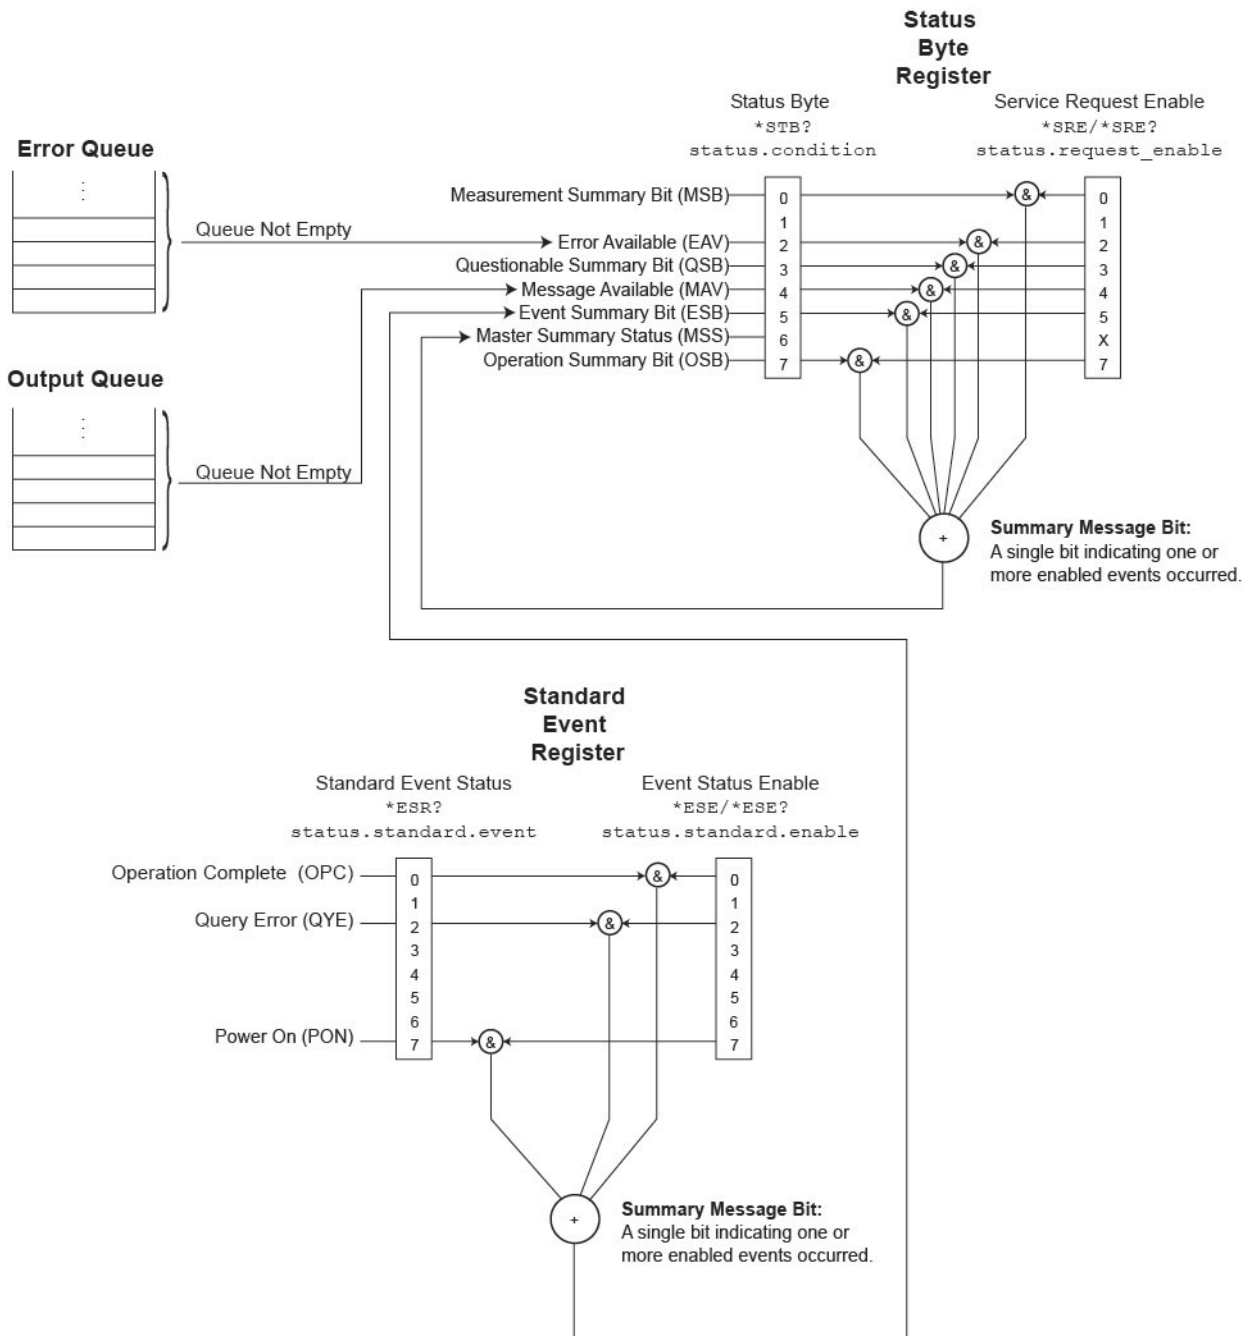 Status
Byte
Register
Status Byte
*STB?
status.condition
Service Request Enable
*SRE/*SRE?
status.request_enable
Error Queue
Queue Not Empty
Output Queue
Queue Not Empty
Measurement Summary Bit (MSB)
Error Available (EAV)
Questionable Summary Bit (QSB)
Message Available (MAV)
Event Summary Bit (ESB)
Master Summary Status (MSS)
Operation Summary Bit (OSB)
0
1
2
3
4
5
6
7
&
&
&
&
&
&
0
1
2
3
4
5
X
7
+
Summary Message Bit:
A single bit indicating one or
more enabled events occurred.
Standard
Event
Register
Standard Event Status
*ESR?
status.standard.event
Event Status Enable
*ESE/*ESE?
status.standard.enable
Operation Complete (OPC)
Query Error (QYE)
Power On (PON)
0
1
2
3
4
5
6
7
&
&
&
0
1
2
3
4
5
6
7
+
Summary Message Bit:
A single bit indicating one or
more enabled events occurred.